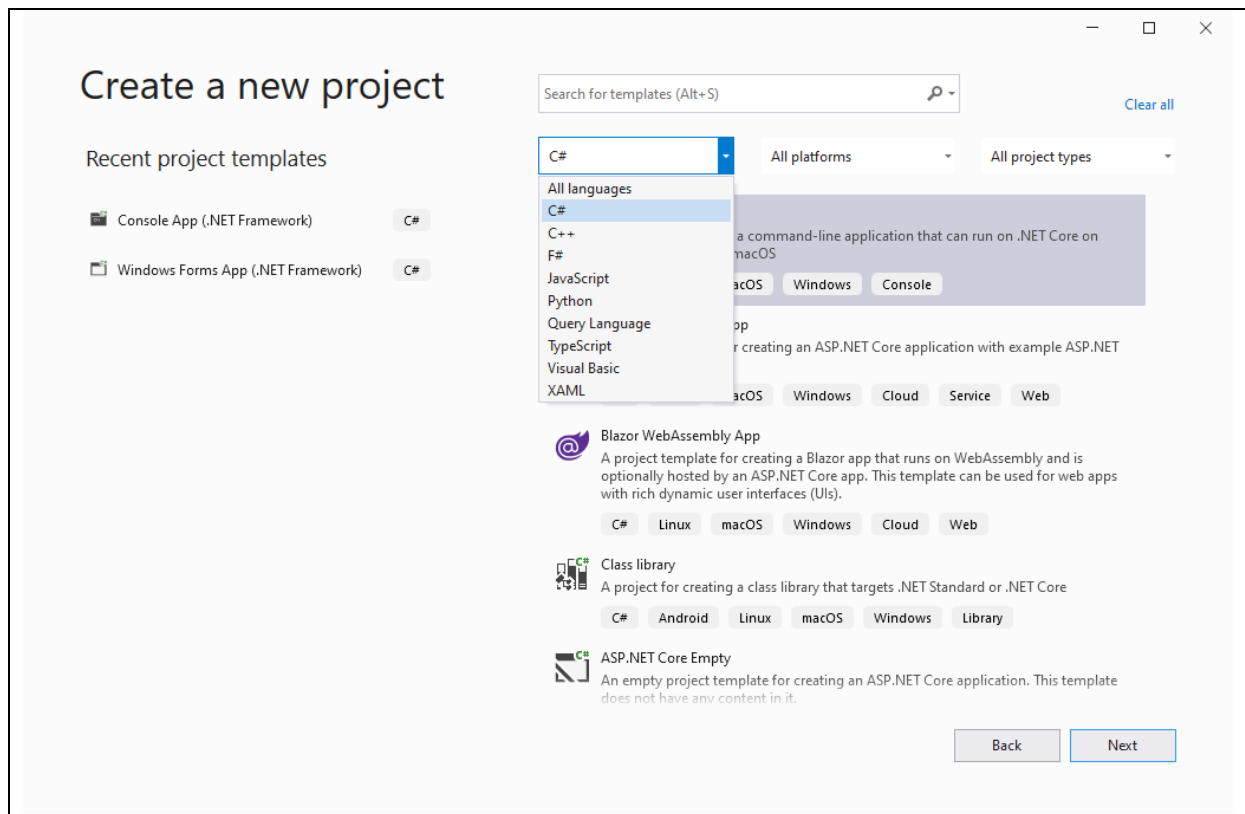 Create a new project
Search for templates (Alt+S)
Clear all
Recent project templates
C#
All platforms
All project types
Console App (.NET Framework) C#
Windows Forms App (.NET Framework) C#
All languages
C#
C++
F#
JavaScript
Python
Query Language
TypeScript
Visual Basic
XAML
a command-line application that can run on .NET Core on
macOS
Windows Console
creating an ASP.NET Core application with example ASP.NET
Windows Cloud Service Web
Blazor WebAssembly App
A project template for creating a Blazor app that runs on WebAssembly and is
optionally hosted by an ASP.NET Core app. This template can be used for web apps
with rich dynamic user interfaces (UIs).
C# Linux macOS Windows Cloud Web
C#
Class library
A project for creating a class library that targets .NET Standard or .NET Core
C# Android Linux macOS Windows Library
C#
ASP.NET Core Empty
An empty project template for creating an ASP.NET Core application. This template
does not have any content in it.
Back Next